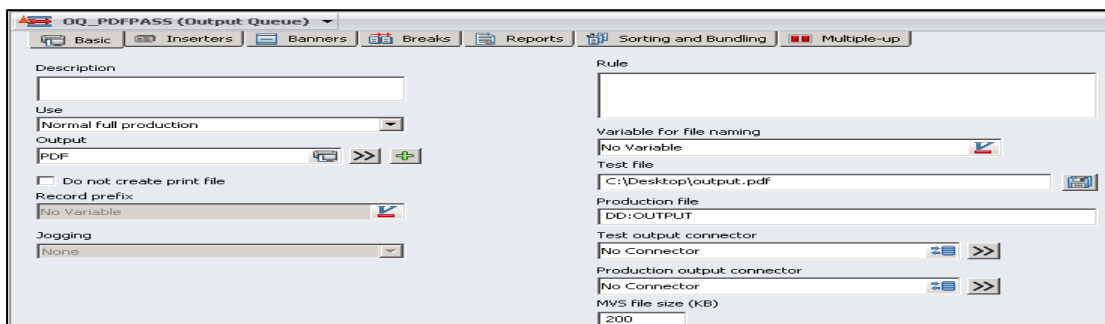 OQ_PDFPASS (Output Queue)
Basic Inserters Banners Breaks Reports Sorting and Bundling Multiple-up
Description
Use
Normal full production
Output
PDF
Do not create print file
Record prefix
No Variable
Jogging
None
Rule
Variable for file naming
No Variable
Test file
C:\Desktop\output.pdf
Production file
DD:OUTPUT
Test output connector
No Connector
Production output connector
No Connector
MVS file size (KB)
200